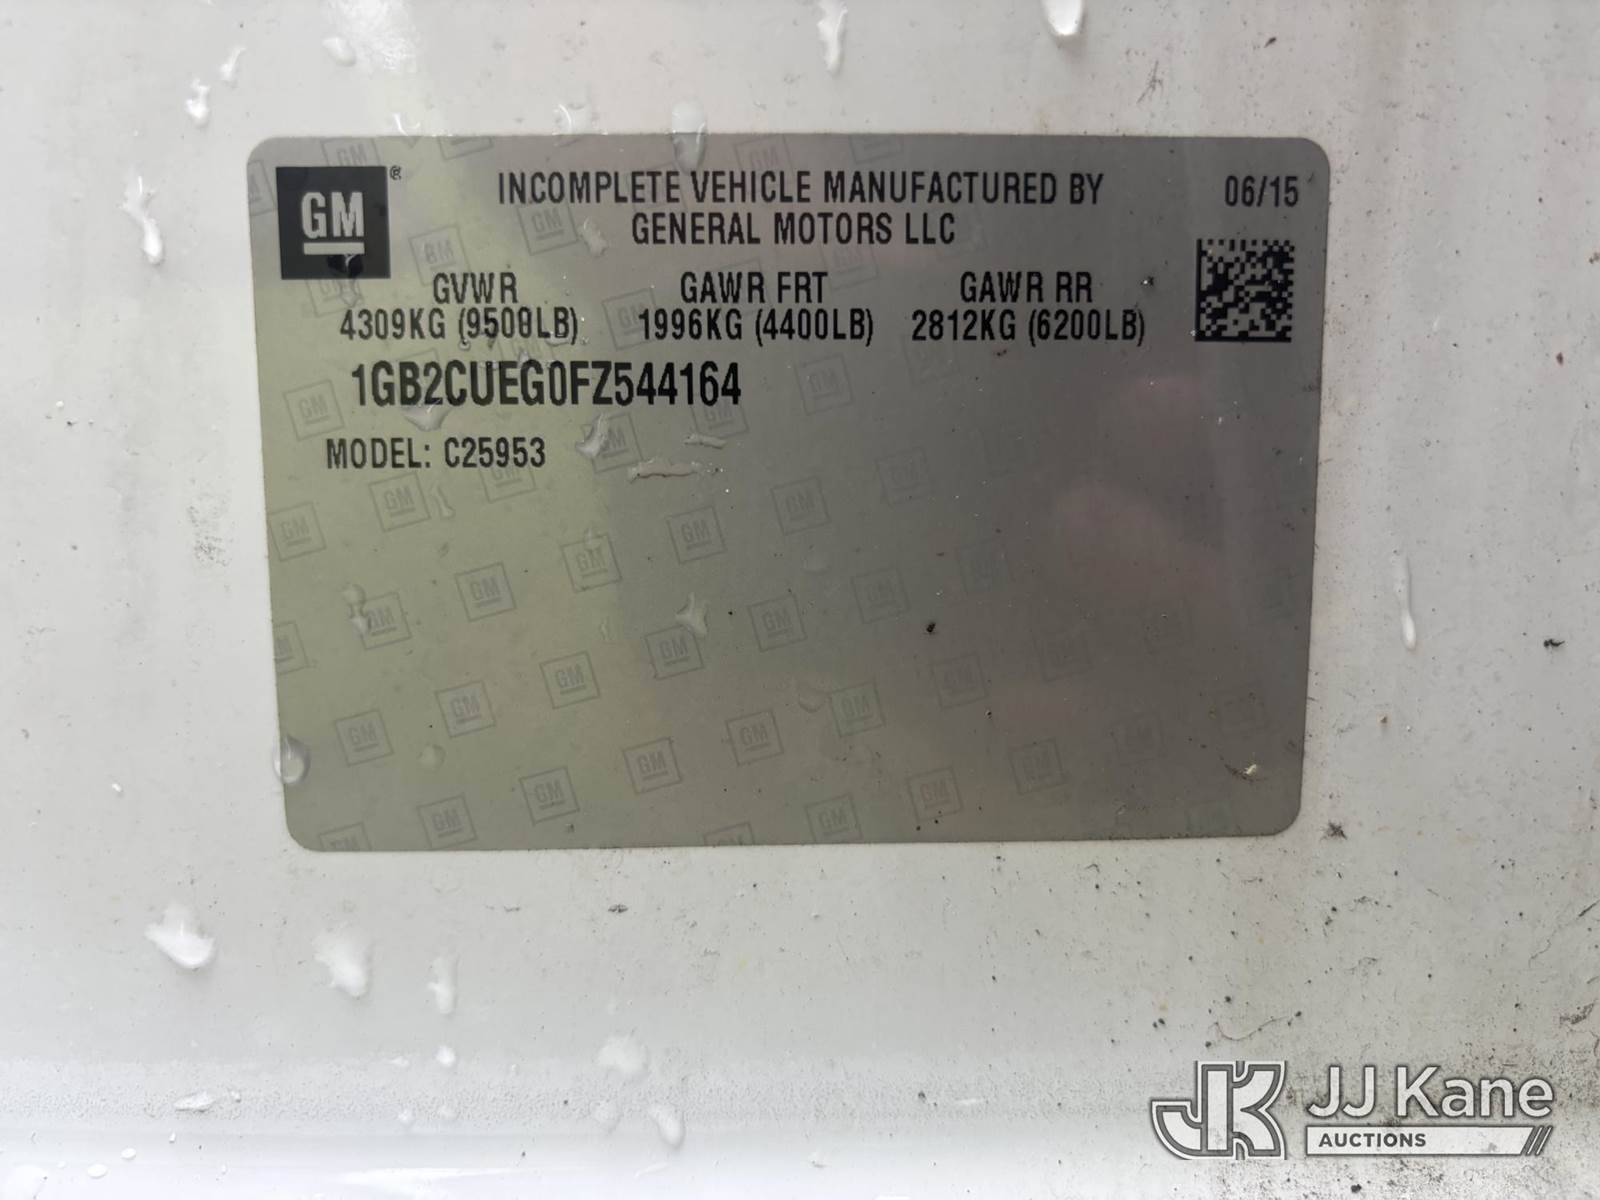 GM®
INCOMPLETE VEHICLE MANUFACTURED BY
GENERAL MOTORS LLC
06/15
GVWR GAWR FRT GAWR RR
4309KG (9500LB) 1996KG (4400LB) 2812KG (6200LB)
1GB2CUEG0FZ544164
MODEL: C25953
JK JJ Kane
AUCTIONS